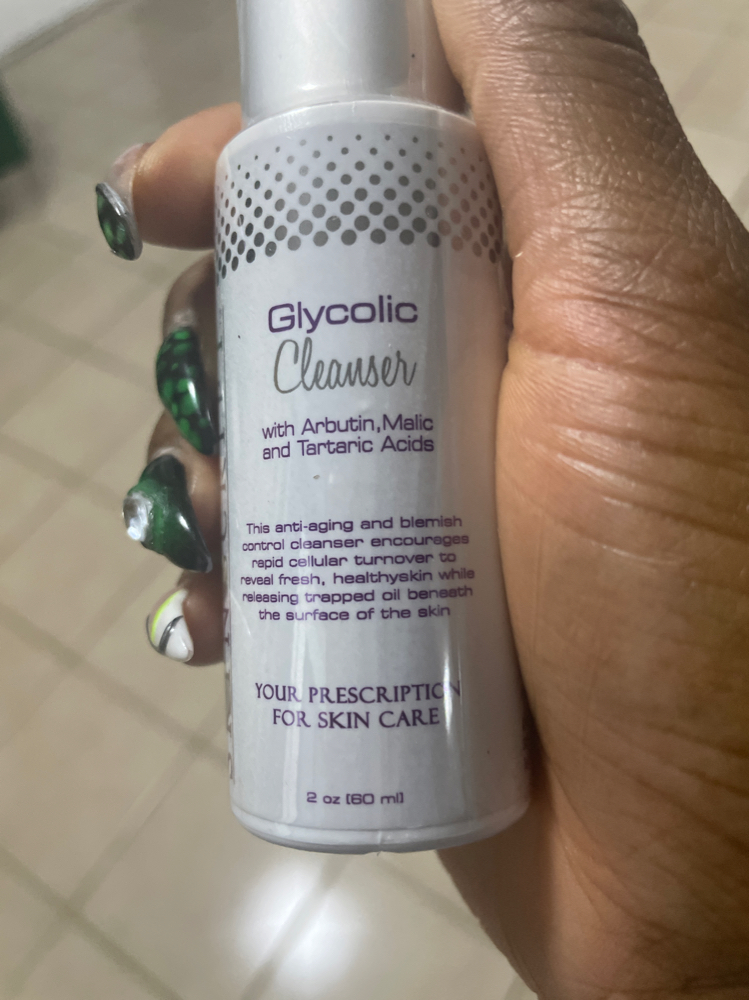 Glycolic
Cleanser
with Arbutin,Malic
and Tartaric Acids
This anti-aging and blemish
control cleanser encourages
rapid cellular turnover to
reveal fresh, healthyskin while
releasing trapped oil beneath
the surface of the skin
YOUR PRESCRIPTION
FOR SKIN CARE
2 oz (60 ml)